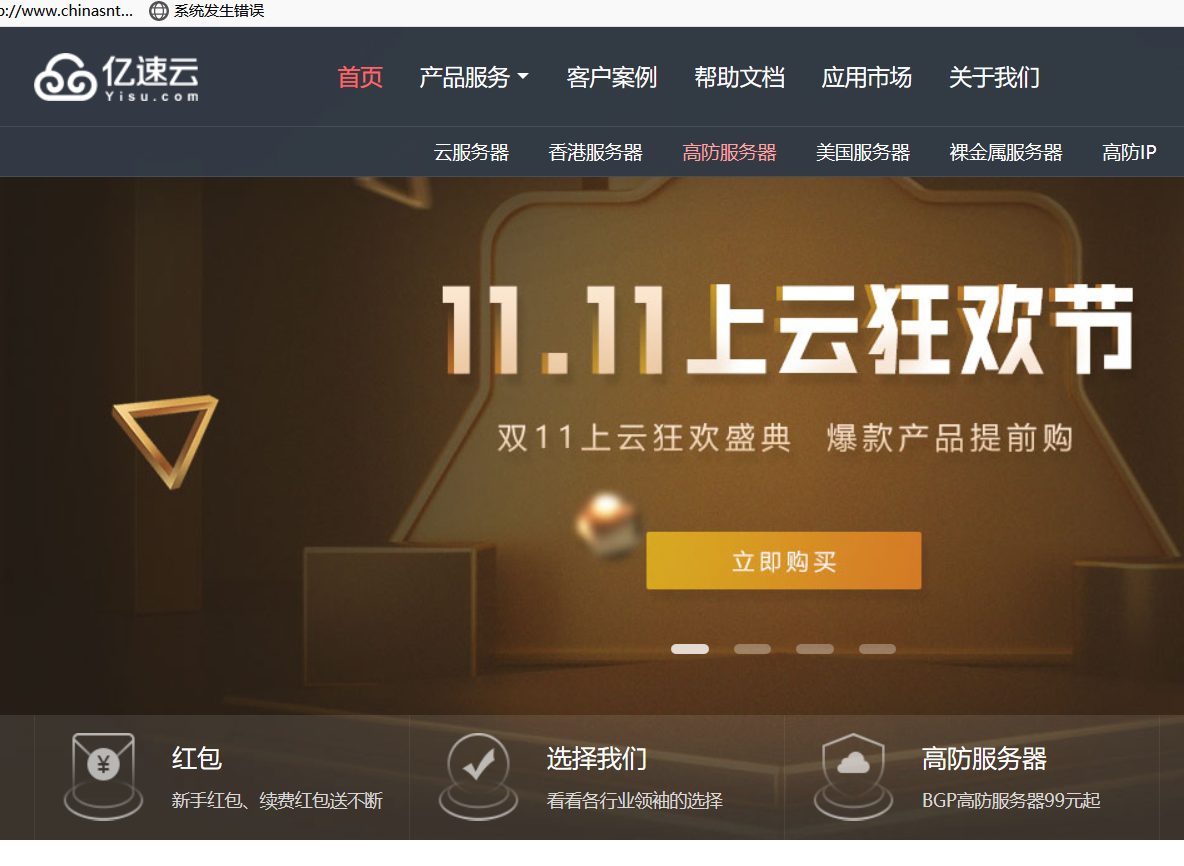 p://www.chinasnt... 系统发生错误
亿速云
Yisu.com
首页 产品服务 客户案例 帮助文档 应用市场 关于我们
云服务器 香港服务器 高防服务器 美国服务器 裸金属服务器 高防IP
11.11上云狂欢节
双11上云狂欢盛典 爆款产品提前购
立即购买
¥
红包 选择我们 高防服务器
新手红包、续费红包送不断 看看各行业领袖的选择 BGP高防服务器99元起